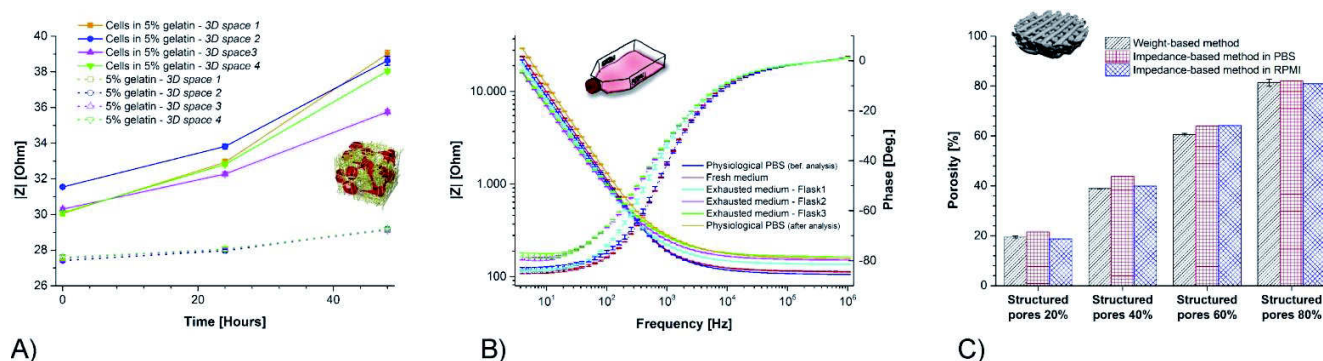 Cells in 5% gelatin - 3D space 1
Cells in 5% gelatin - 3D space 2
Cells in 5% gelatin - 3D space3
Cells in 5% gelatin - 3D space 4
5% gelatin - 3D space 1
5% gelatin - 3D space 2
5% gelatin - 3D space 3
5% gelatin - 3D space 4
40
38
36
34
32
30
28
26
|Z| [Ohm]
0
20
40
Time [Hours]
A)
10.000
1.000
100
|Z| [Ohm]
Physiological PBS (bef. analysis)
Fresh medium
Exhausted medium - Flask1
Exhausted medium - Flask2
Exhausted medium - Flask3
Physiological PBS (after analysis)
0
-20
-40
-60
-80
Phase [Deg.]
10¹
10²
10³
10⁴
10⁵
10⁶
Frequency [Hz]
B)
Weight-based method
Impedance-based method in PBS
Impedance-based method in RPMI
100
80
60
40
20
0
Porosity [%]
Structured pores 20%
Structured pores 40%
Structured pores 60%
Structured pores 80%
C)